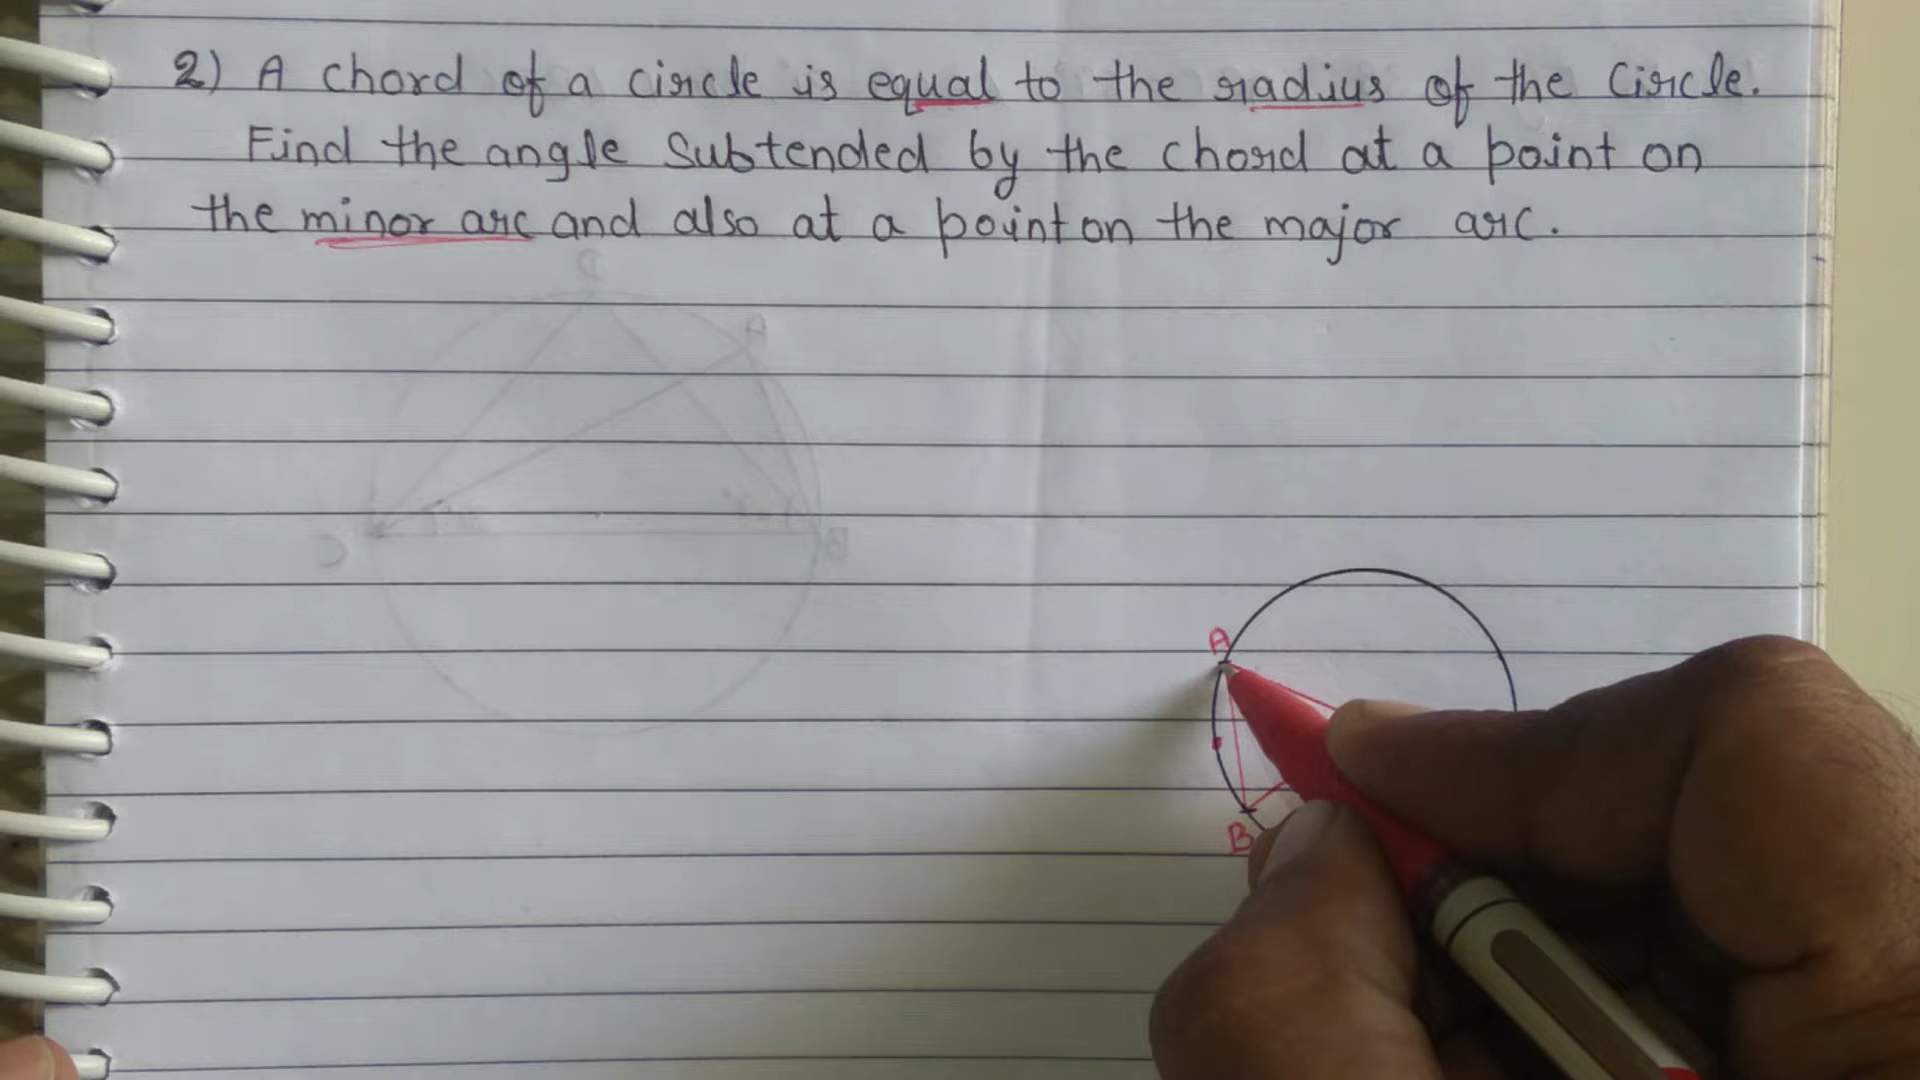 2) A chord of a circle is equal to the radius of the Circle.
Find the angle Subtended by the chord at a point on
the minor arc and also at a point on the major arc.
A
B